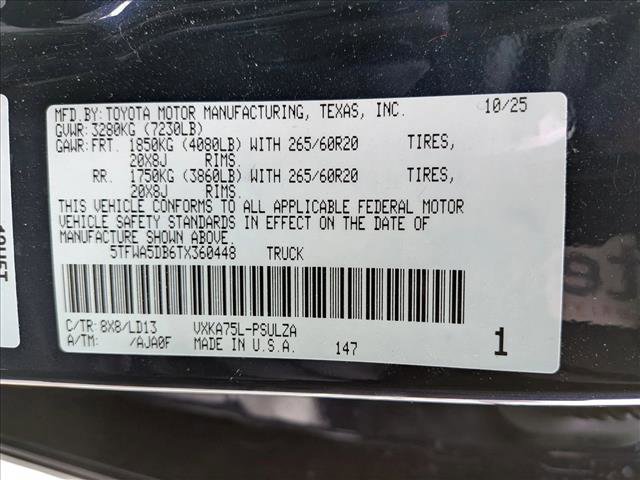 MFD.BY:TOYOTA MOTOR MANUFACTURING, TEXAS, INC. 10/25
GVWR:3280KG (7230LB)
GAWR:FRT. 1850KG (4080LB) WITH 265/60R20 TIRES,
20X8J RIMS.
RR. 1750KG (3860LB) WITH 265/60R20 TIRES,
20X8J RIMS
THIS VEHICLE CONFORMS TO ALL APPLICABLE FEDERAL MOTOR
VEHICLE SAFETY STANDARDS IN EFFECT ON THE DATE OF
MANUFACTURE SHOWN ABOVE.
5TFWA5DB6TX360448 TRUCK
C/TR:8X8/LD13 VXKA75L-PSULZA
A/TM: /AJA0F MADE IN U.S.A. 147 1